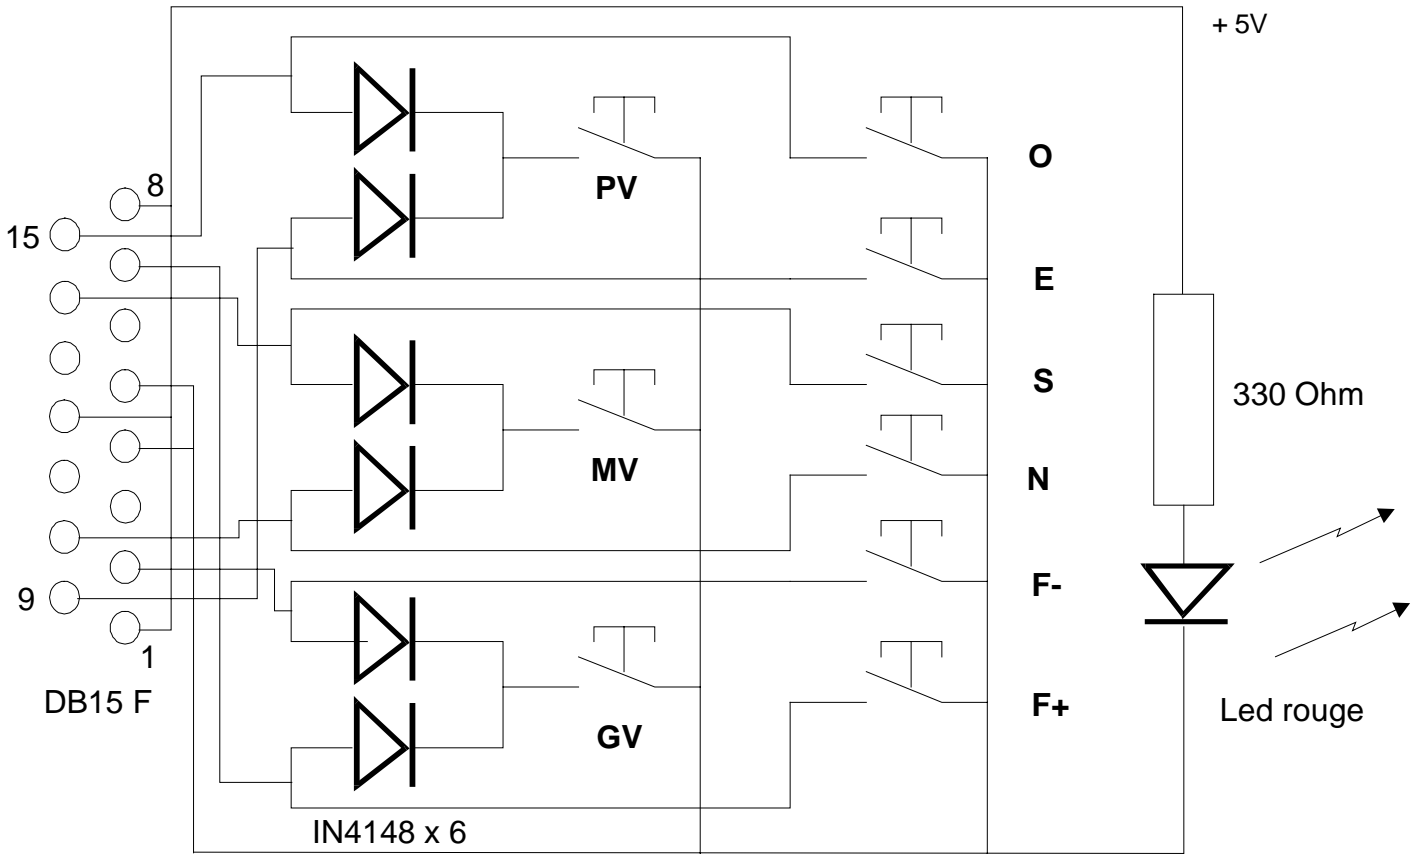 + 5V
O
8
PV
15
E
S
330 Ohm
MV
N
F-
9
1
DB15 F
F+
Led rouge
GV
IN4148 x 6